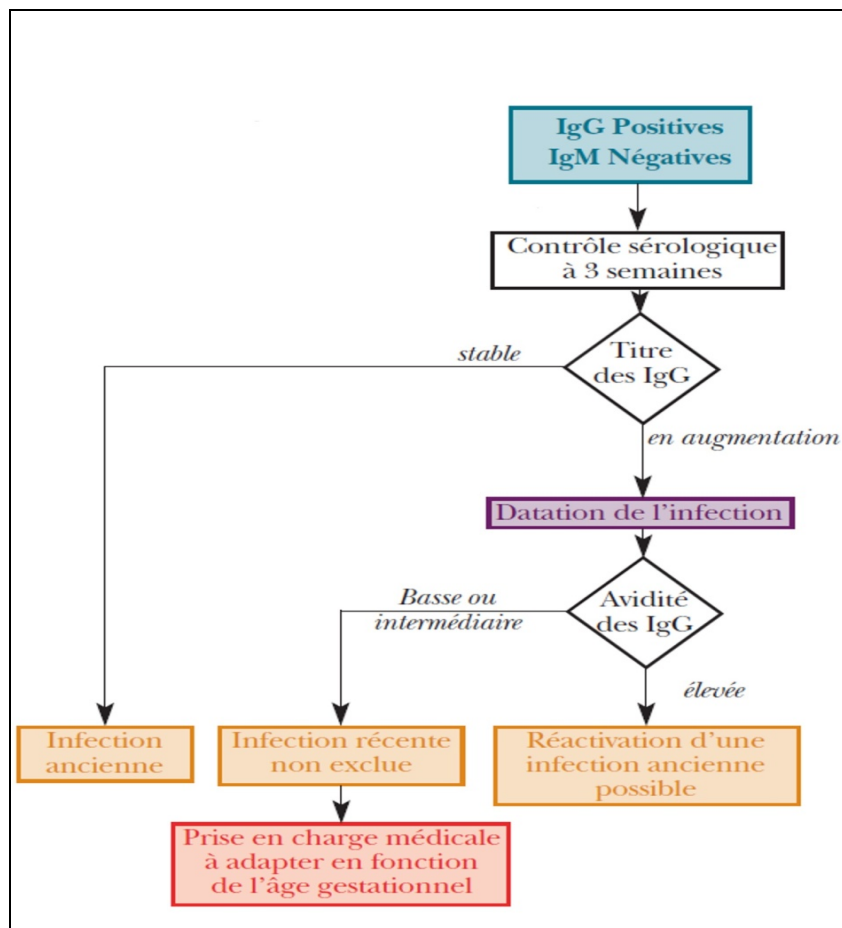 IgG Positives
IgM Négatives
Contrôle sérologique
à 3 semaines
stable
Titre
des IgG
en augmentation
Datation de l'infection
Basse ou
intermédiaire
Avidité
des IgG
élevée
Infection
ancienne
Infection récente
non exclue
Réactivation d'une
infection ancienne
possible
Prise en charge médicale
à adapter en fonction
de l'âge gestationnel